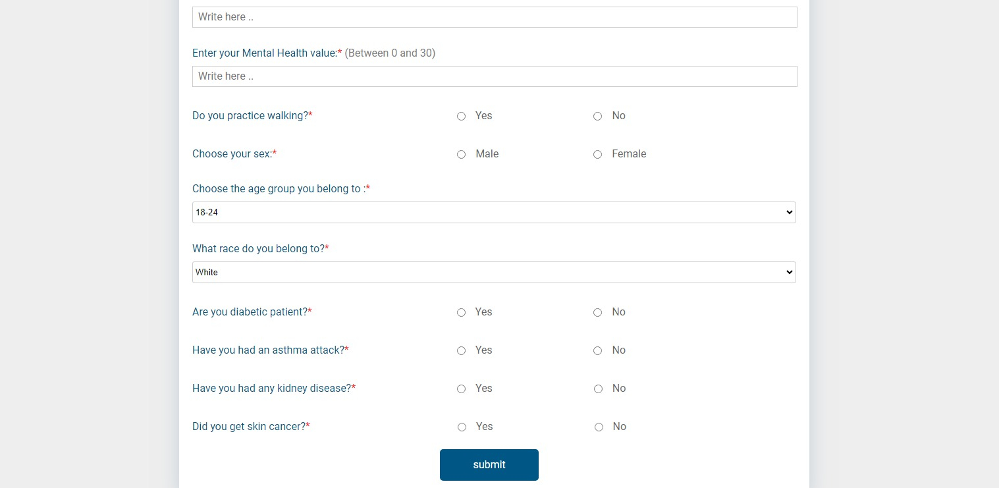 Write here ..
Enter your Mental Health value:* (Between 0 and 30)
Write here ..
Do you practice walking?* Yes No
Choose your sex:* Male Female
Choose the age group you belong to :*
18-24
What race do you belong to?*
White
Are you diabetic patient?* Yes No
Have you had an asthma attack?* Yes No
Have you had any kidney disease?* Yes No
Did you get skin cancer?* Yes No
submit